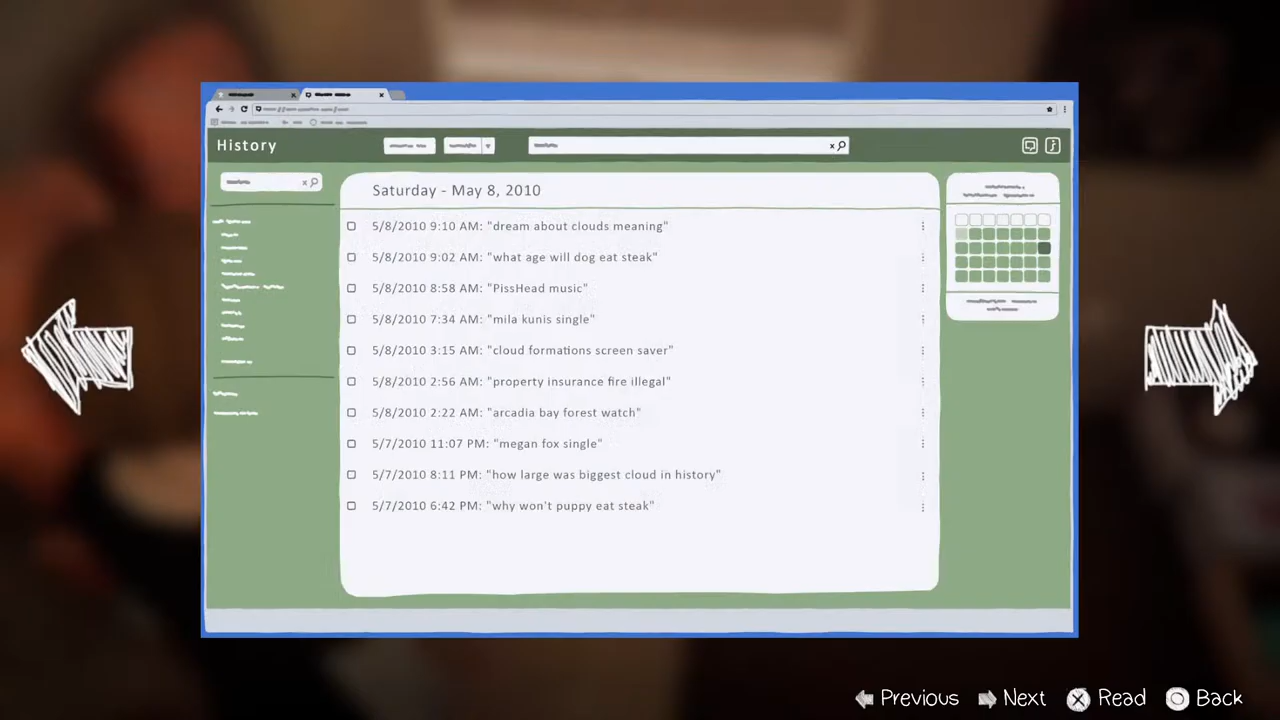 History
Saturday - May 8, 2010
5/8/2010 9:10 AM: "dream about clouds meaning"
5/8/2010 9:02 AM: "what age will dog eat steak"
5/8/2010 8:58 AM: "PissHead music"
5/8/2010 7:34 AM: "mila kunis single"
5/8/2010 3:15 AM: "cloud formations screen saver"
5/8/2010 2:56 AM: "property insurance fire illegal"
5/8/2010 2:22 AM: "arcadia bay forest watch"
5/7/2010 11:07 PM: "megan fox single"
5/7/2010 8:11 PM: "how large was biggest cloud in history"
5/7/2010 6:42 PM: "why won't puppy eat steak"
Previous Next Read Back